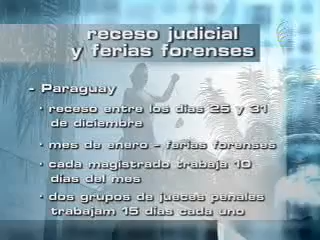 receso judicial
y ferias forenses
- Paraguay
· receso entre los días 25 y 31
de diciembre
· mes de enero - ferias forenses
· cada magistrado trabaja 10
días del mes
· dos grupos de jueces penales
trabajam 15 días cada uno